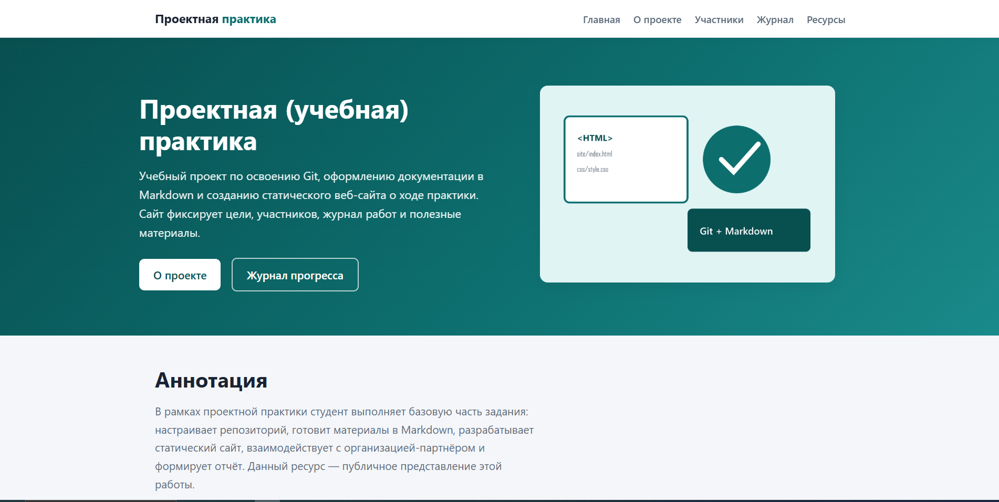 Проектная практика
Главная О проекте Участники Журнал Ресурсы
Проектная (учебная)
практика
Учебный проект по освоению Git, оформлению документации в
Markdown и созданию статического веб-сайта о ходе практики.
Сайт фиксирует цели, участников, журнал работ и полезные
материалы.
О проекте
Журнал прогресса
<HTML>
site/index.html
css/style.css
Git + Markdown
Аннотация
В рамках проектной практики студент выполняет базовую часть задания:
настраивает репозиторий, готовит материалы в Markdown, разрабатывает
статический сайт, взаимодействует с организацией-партнёром и
формирует отчёт. Данный ресурс — публичное представление этой
работы.